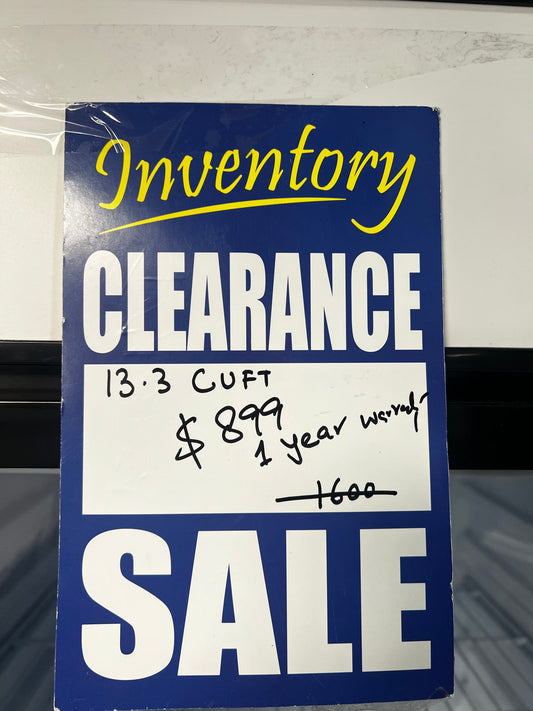 Inventory
CLEARANCE
13.3 CUFT
$899
1 year warranty
1600
SALE